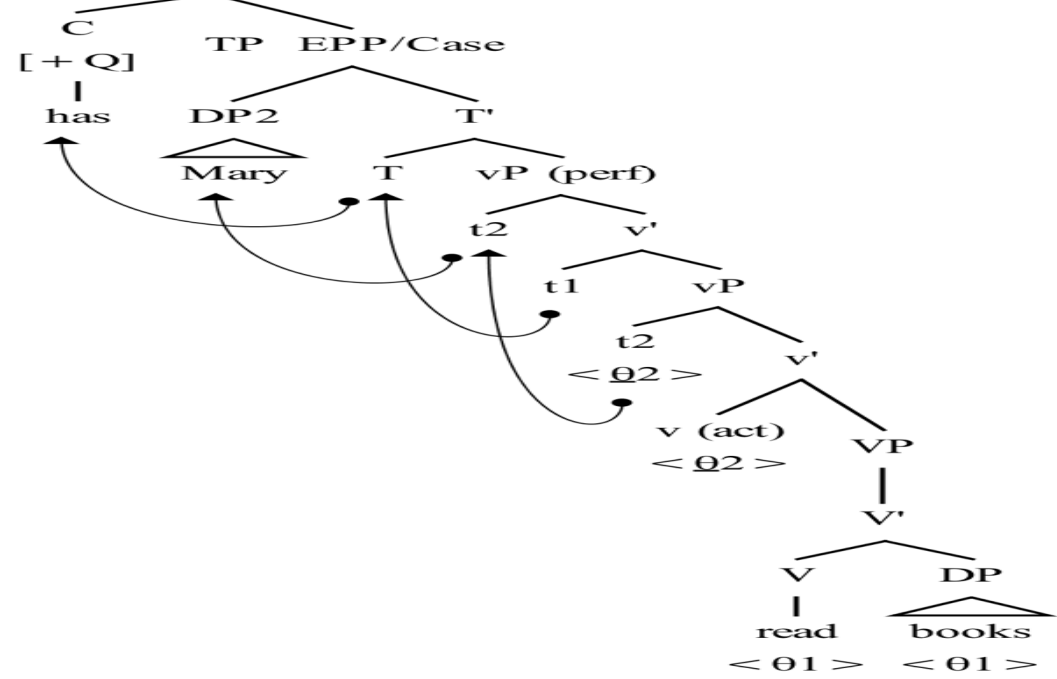 C
TP EPP/Case
[+Q]
has DP2 T'
Mary T vP (perf)
t2 v'
t1 vP
t2 v'
<θ2>
v (act) VP
<θ2>
V'
V DP
read books
<θ1> <θ1>